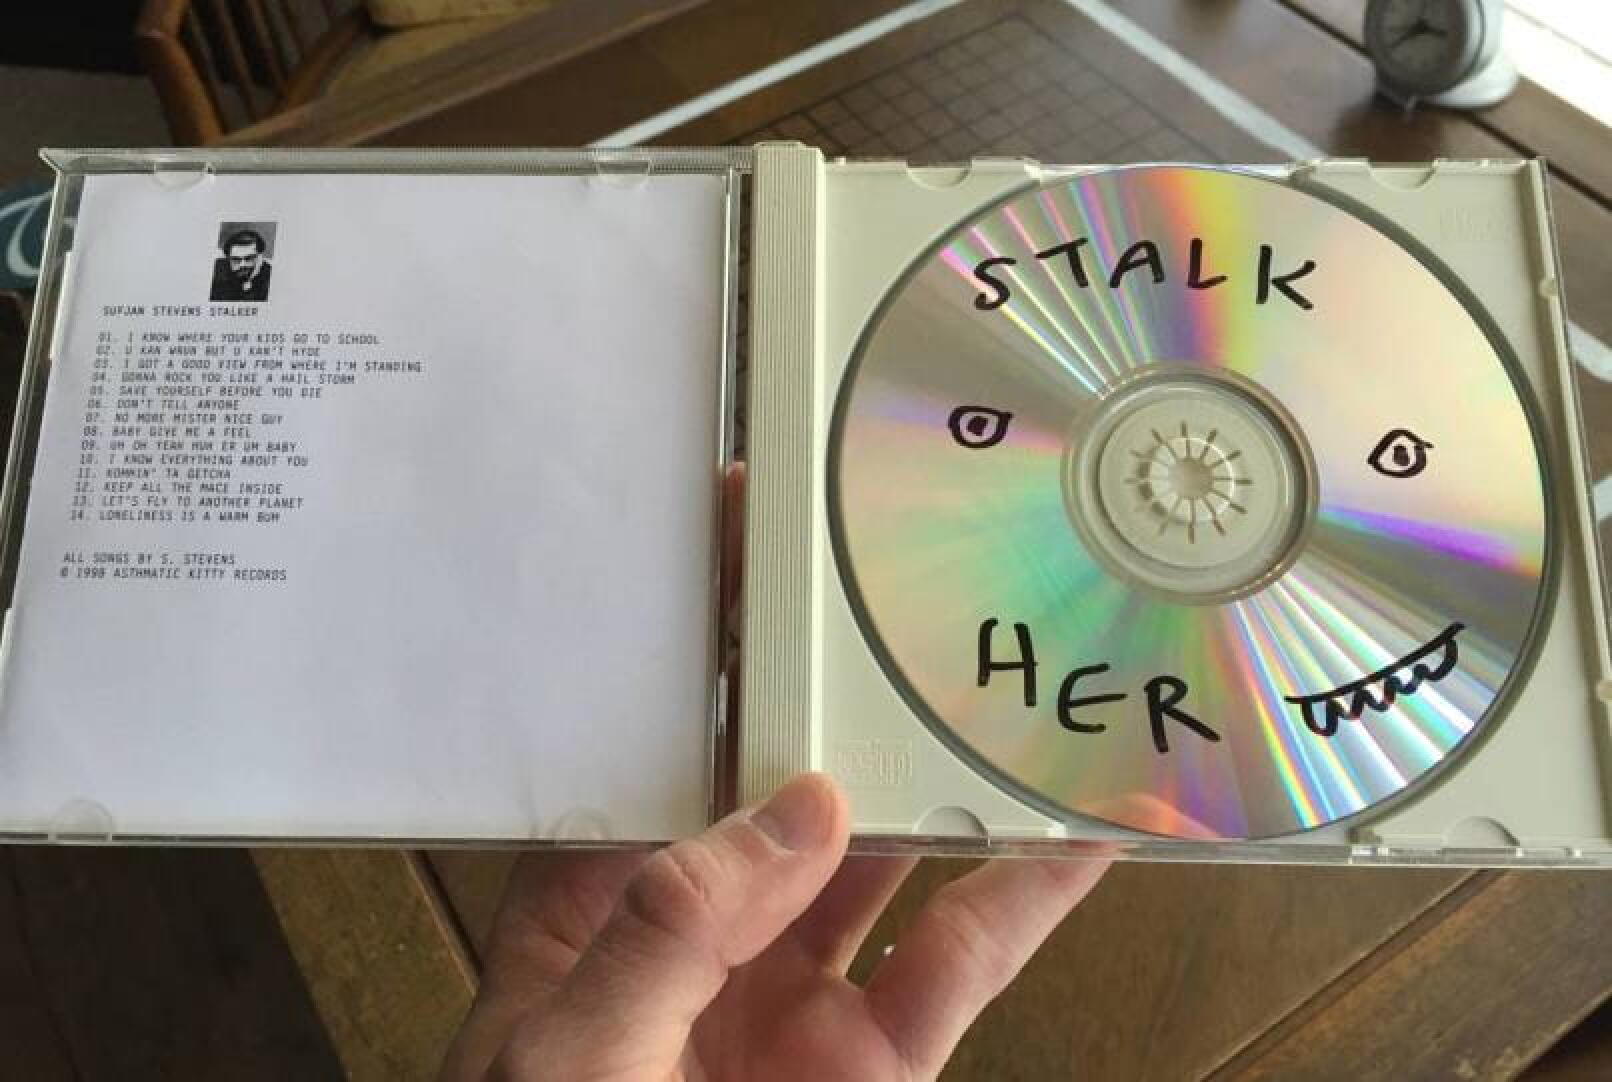 SUFJAN STEVENS STALKER
01. I KNOW WHERE YOUR KIDS GO TO SCHOOL
02. U KAN WRUN BUT U KAN'T HYDE
03. I GOT A GOOD VIEW FROM WHERE I'M STANDING
04. GONNA ROCK YOU LIKE A HAIL STORM
05. SAVE YOURSELF BEFORE YOU DIE
06. DON'T TELL ANYONE
07. NO MORE MISTER NICE GUY
08. BABY GIVE ME A FEEL
09. UM OH YEAH HUH ER UM BABY
10. I KNOW EVERYTHING ABOUT YOU
11. KOMMIN' TA GETCHA
12. KEEP ALL THE MACE INSIDE
13. LET'S FLY TO ANOTHER PLANET
14. LONELINESS IS A WARM BUM
ALL SONGS BY S. STEVENS
© 1998 ASTHMATIC KITTY RECORDS
STALK
HER